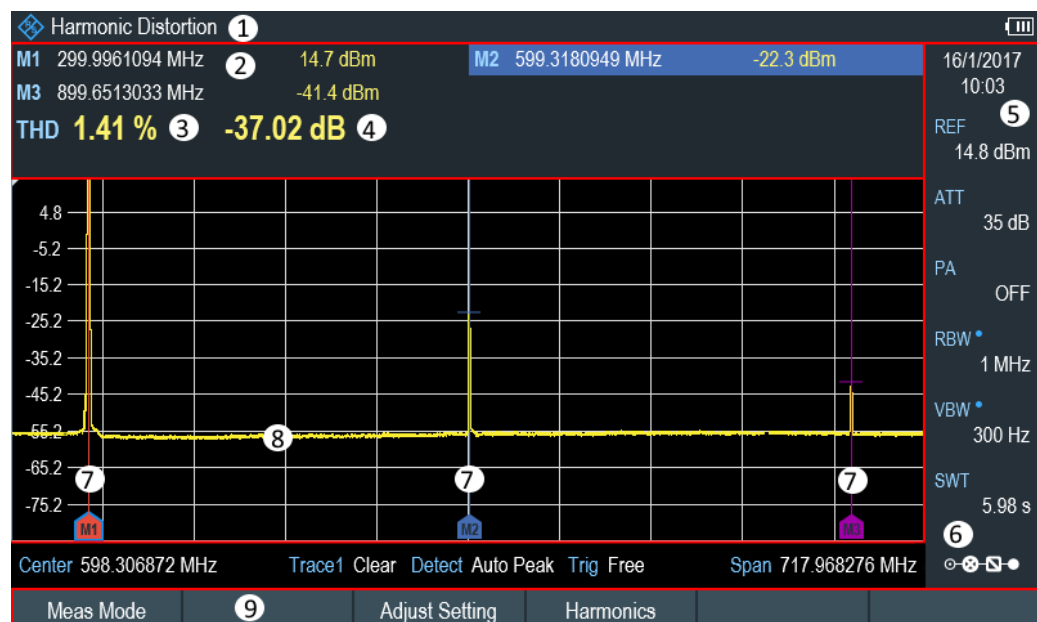 Harmonic Distortion 1
M1 299.9961094 MHz 2 14.7 dBm M2 599.3180949 MHz -22.3 dBm
M3 899.6513033 MHz -41.4 dBm
THD 1.41 % 3 -37.02 dB 4
16/1/2017
10:03
5
REF
14.8 dBm
ATT
35 dB
PA
OFF
RBW
1 MHz
VBW
300 Hz
SWT
5.98 s
6
4.8
-5.2
-15.2
-25.2
-35.2
-45.2
-55.2
8
-65.2
7 7 7
-75.2
M1 M2 M3
Center 598.306872 MHz Trace1 Clear Detect Auto Peak Trig Free Span 717.968276 MHz
Meas Mode 9 Adjust Setting Harmonics